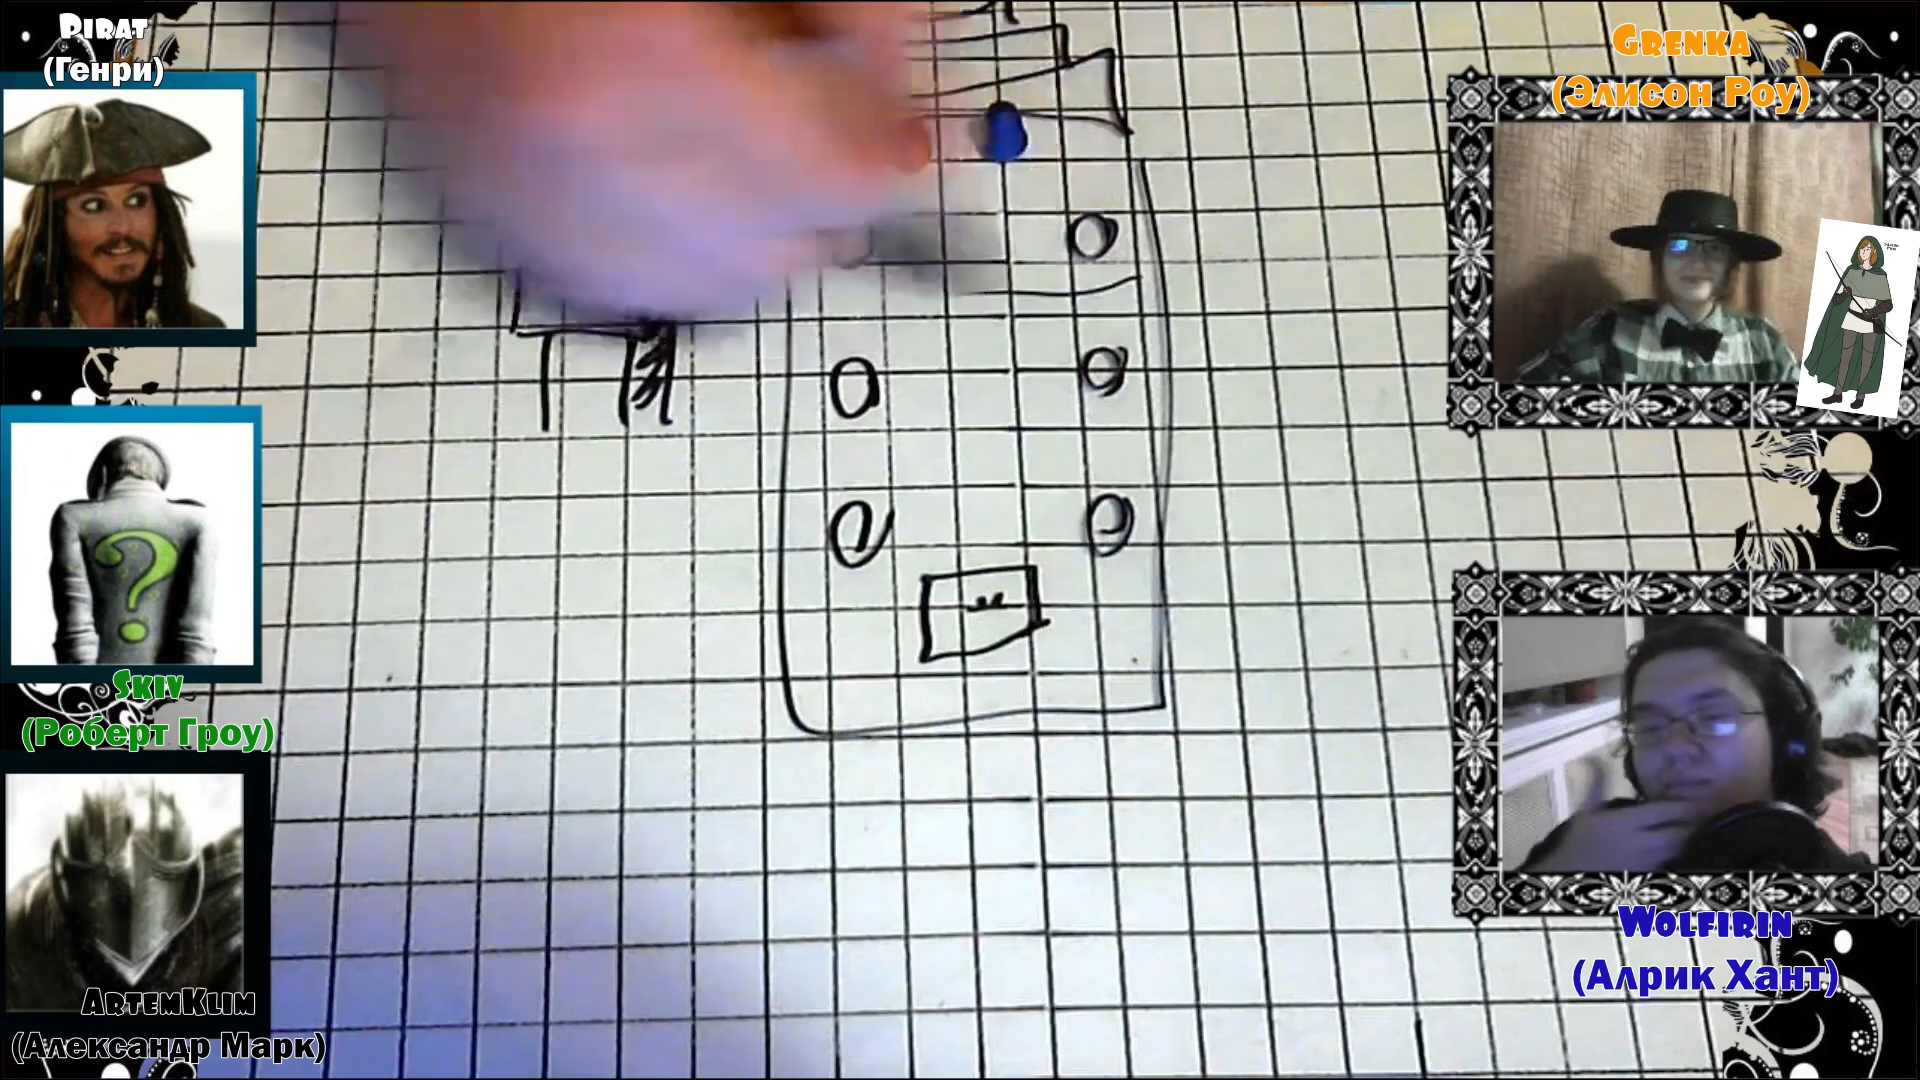 Pirat
(Генри)
Skiv
(Роберт Гроу)
ArtemKlim
(Александр Марк)
Grenka
(Элисон Роу)
Wolfirin
(Алрик Хант)